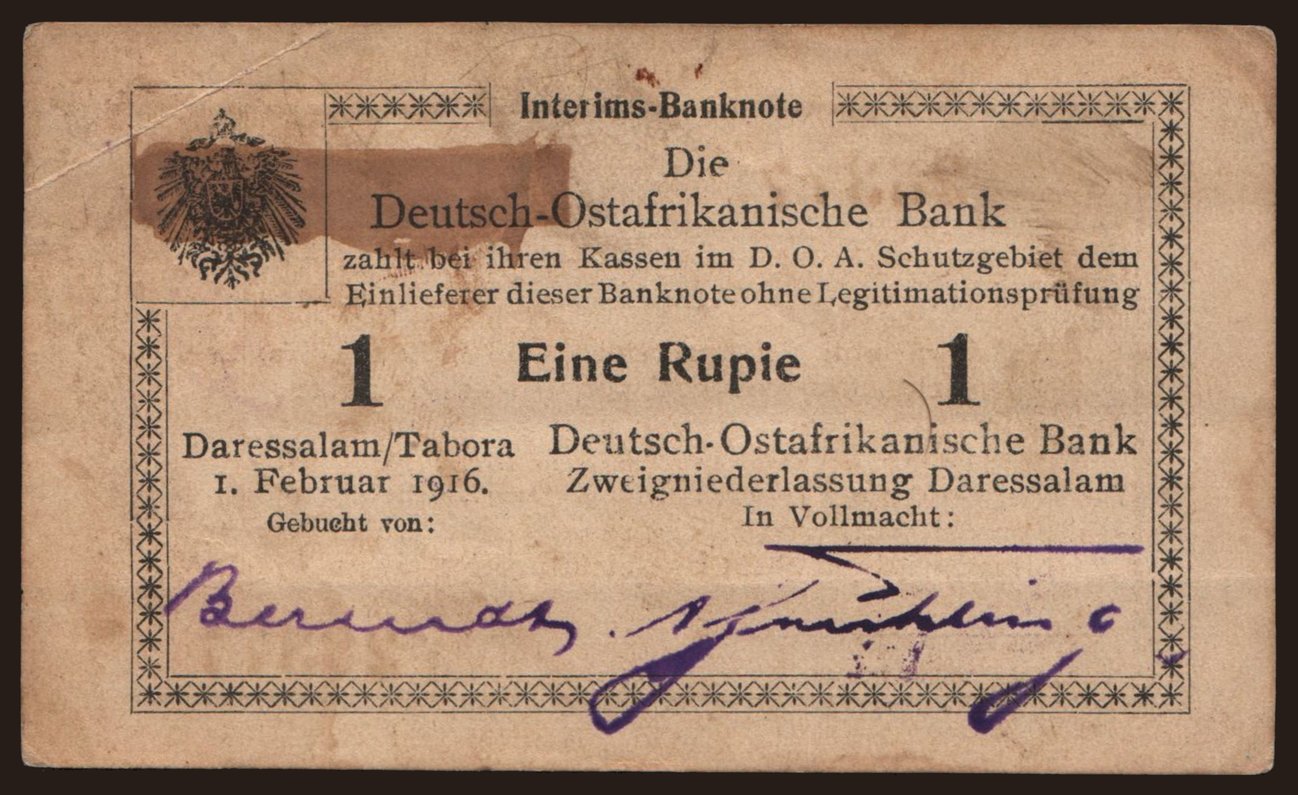 Interims-Banknote
Die
Deutsch-Ostafrikanische Bank
zahlt bei ihren Kassen im D. O. A. Schutzgebiet dem
Einlieferer dieser Banknote ohne Legitimationsprüfung
1 Eine Rupie 1
Daressalam/Tabora
1. Februar 1916.
Gebucht von:
Berendt
Deutsch-Ostafrikanische Bank
Zweigniederlassung Daressalam
In Vollmacht: